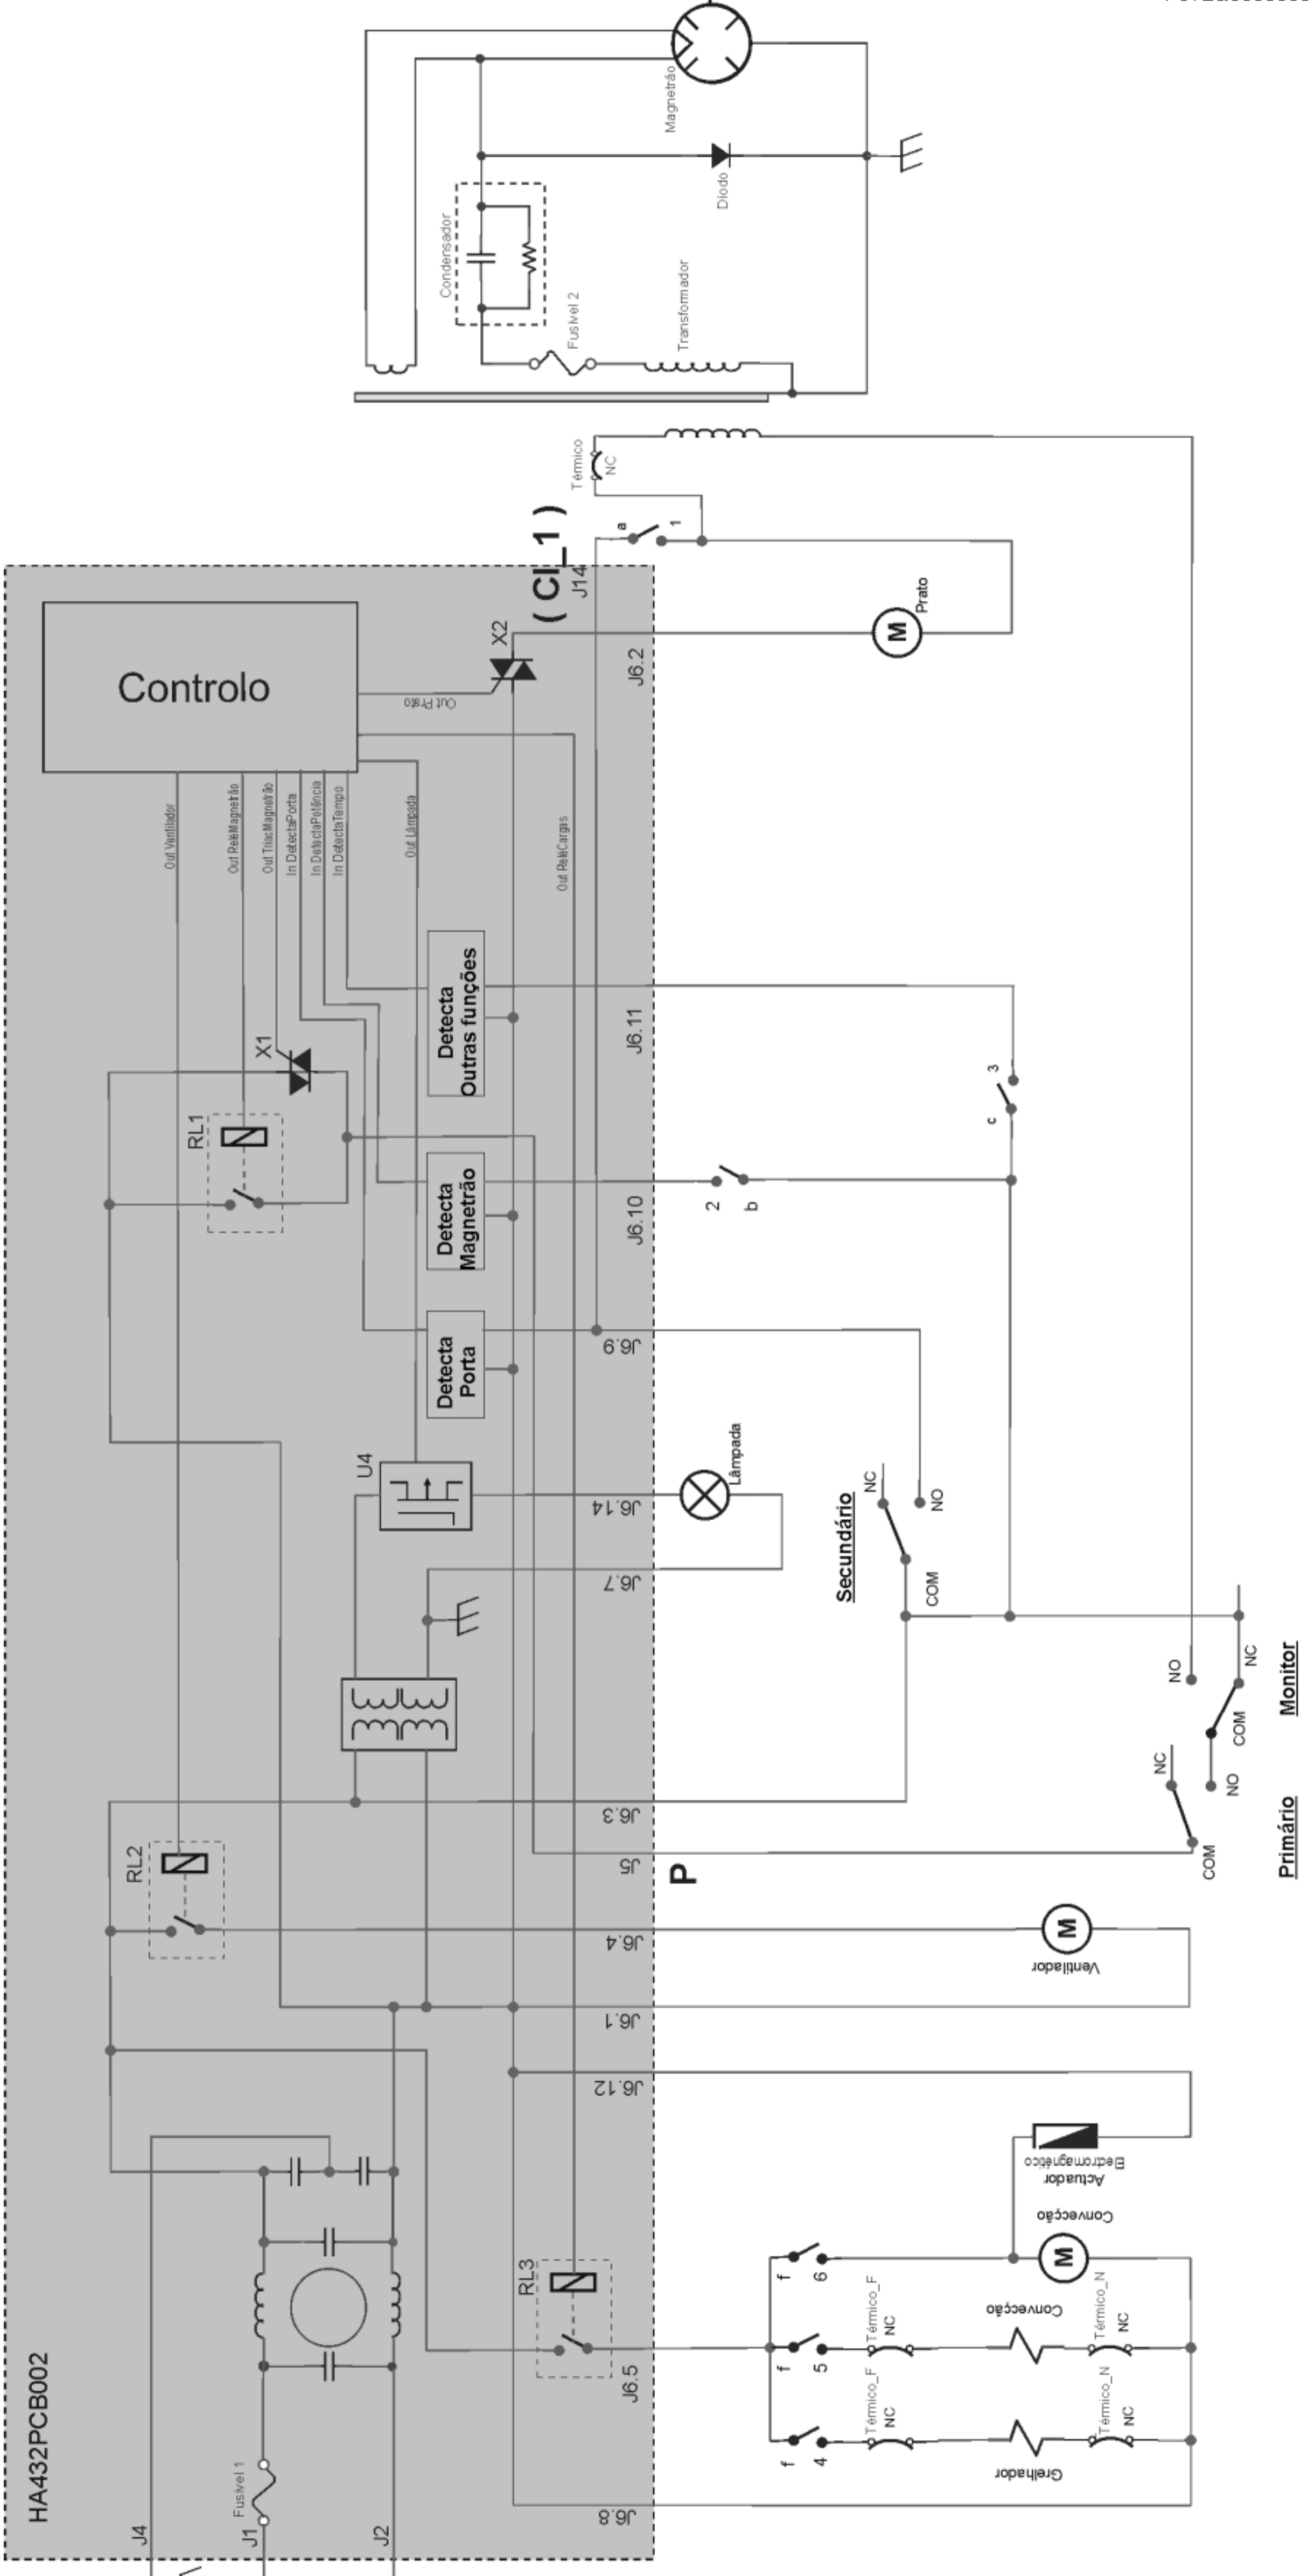 Magnetrão
Diodo
Condensador
Fusível 2
Transformador
Térmico
NC
( CI_1 )
a
1
J14
Controlo
X2
J6.2
M
Prato
Out Prato
Out Ventilador
Out ReléMagnetrão
Out TriacMagnetrão
In DetectaPorta
In DetectaPotência
In DetectaTempo
Out Lâmpada
Out ReléCargas
Detecta
Outras funções
J6.11
X1
RL1
3
c
Detecta
Magnetrão
J6.10
2
b
Detecta
Porta
J6.9
U4
J6.14
Lâmpada
J6.7
Secundário
NC
NO
COM
NO
NC
COM
Monitor
NC
NO
COM
Primário
J6.3
J5
P
RL2
J6.4
M
Ventilador
J6.1
J6.12
Actuador
Electromagnético
Convecção
M
RL3
J6.5
f
6
f
5
Térmico_F
NC
Convecção
Térmico_N
NC
f
4
Térmico_F
NC
Grelhador
Térmico_N
NC
J6.8
HA432PCB002
J4
Fusível 1
J1
J2